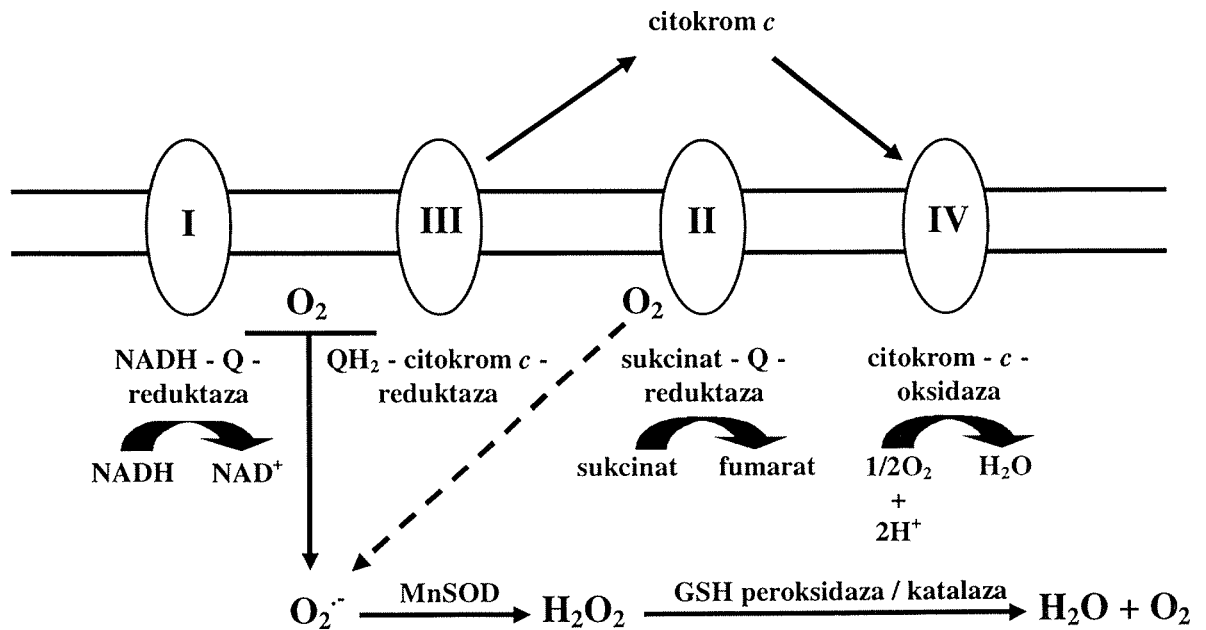 citokrom c
I
III
II
IV
O₂
O₂
NADH - Q -
reduktaza
QH₂ - citokrom c -
reduktaza
sukcinat - Q -
reduktaza
citokrom - c -
oksidaza
NADH NAD⁺
sukcinat fumarat
1/2O₂ H₂O
+
2H⁺
O₂·⁻
MnSOD
H₂O₂
GSH peroksidaza / katalaza
H₂O + O₂